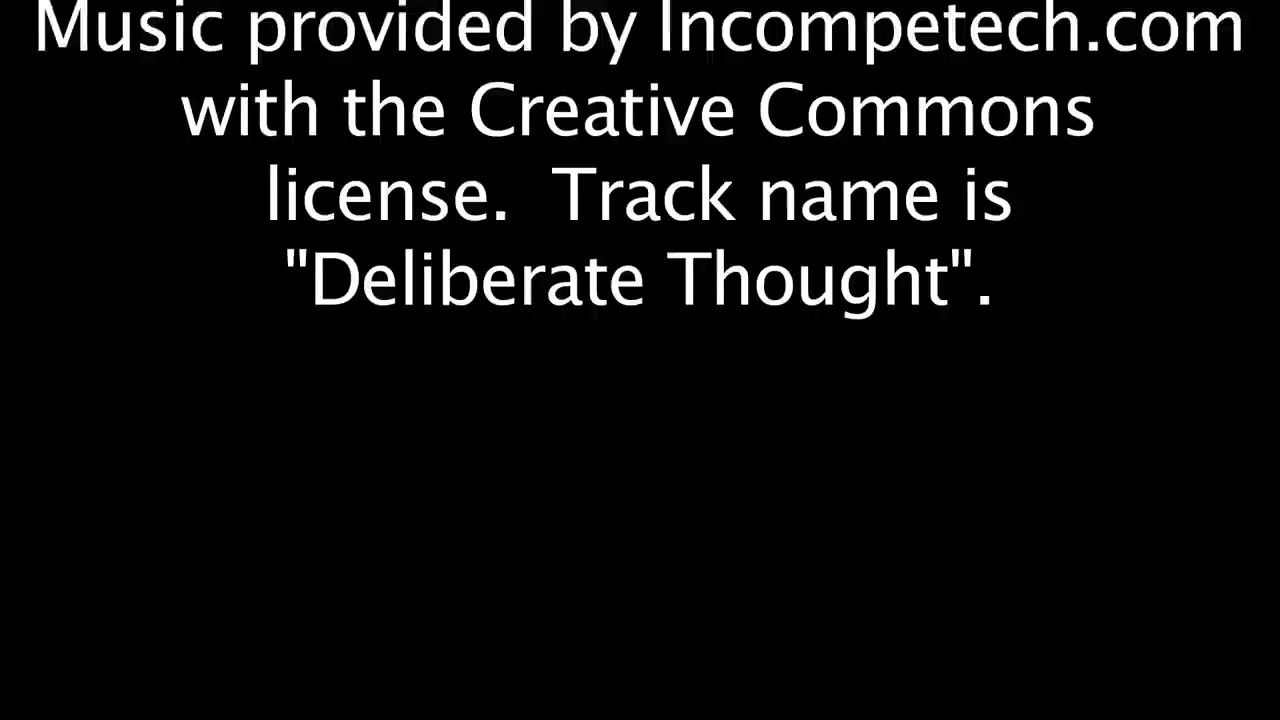 Music provided by Incompetech.com
with the Creative Commons
license.  Track name is
"Deliberate Thought".